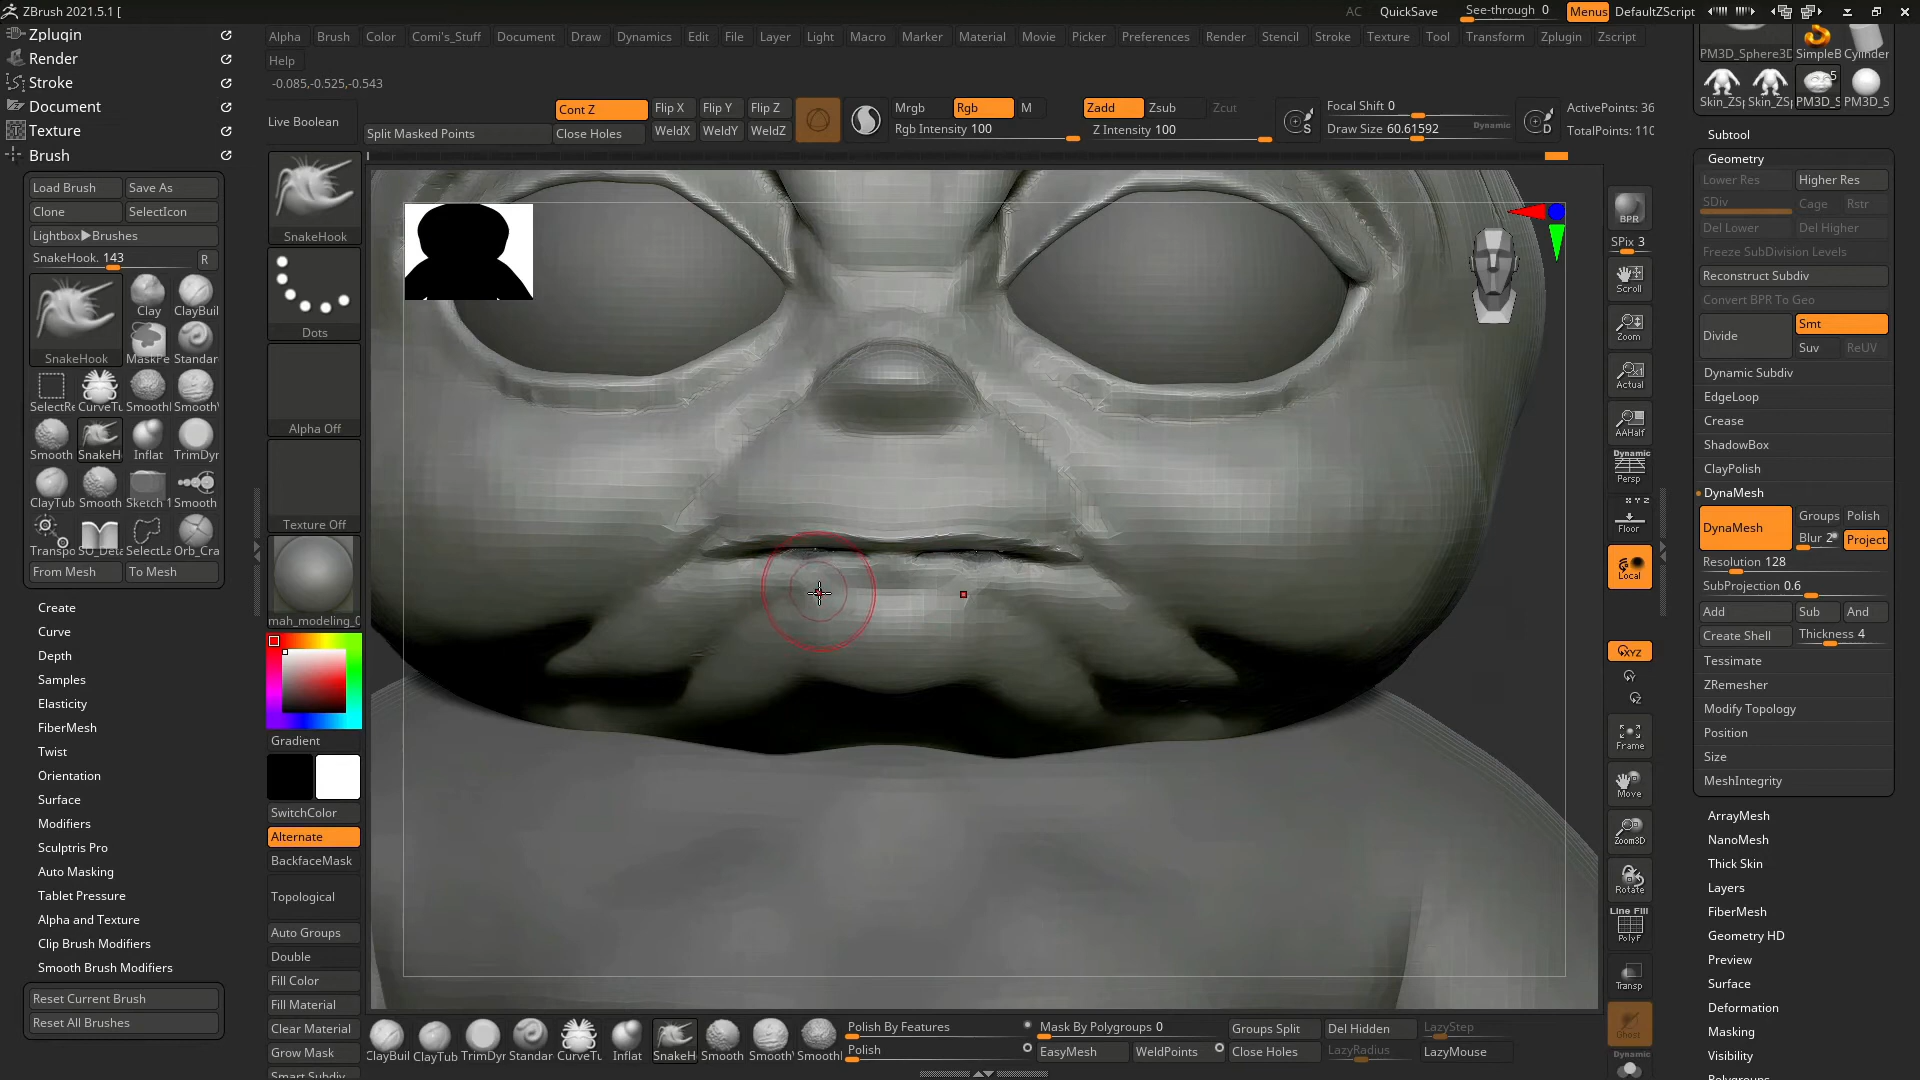 ZBrush 2021.5.1 [
AC QuickSave See-through 0 Menus DefaultZScript
Zplugin
Render
Stroke
Document
Texture
Brush
Load Brush Save As
Clone SelectIcon
Lightbox▶Brushes
SnakeHook. 143 R
Clay ClayBuil
SnakeHook MaskPe Standar
SelectRe CurveTu Smooth SmoothV
Smooth SnakeH Inflat TrimDyr
ClayTub Smooth Sketch 1 Smooth
Transpo SelectLa Orb_Cra
From Mesh To Mesh
Create
Curve
Depth
Samples
Elasticity
FiberMesh
Twist
Orientation
Surface
Modifiers
Sculptris Pro
Auto Masking
Tablet Pressure
Alpha and Texture
Clip Brush Modifiers
Smooth Brush Modifiers
Reset Current Brush
Reset All Brushes
Alpha Brush Color Comi's_Stuff Document Draw Dynamics Edit File Layer Light Macro Marker Material Movie Picker Preferences Render Stencil Stroke Texture Tool Transform Zplugin Zscript
Help
-0.085,-0.525,-0.543
Live Boolean
Split Masked Points
Cont Z
Close Holes
Flip X Flip Y Flip Z
WeldX WeldY WeldZ
Mrgb Rgb M
Rgb Intensity 100
Zadd Zsub Zcut
Z Intensity 100
S
Focal Shift 0
Draw Size 60.61592 Dynamic
D
ActivePoints: 36
TotalPoints: 110
SnakeHook
Dots
Alpha Off
Texture Off
mah_modeling_0
Gradient
SwitchColor
Alternate
BackfaceMask
Topological
Auto Groups
Double
Fill Color
Fill Material
Clear Material
Grow Mask
Smart Subdiv
ClayBuil ClayTub TrimDyr Standar CurveTu Inflat SnakeH Smooth SmoothV Smooth
Polish By Features
Polish
Mask By Polygroups 0
EasyMesh WeldPoints
Groups Split Del Hidden LazyStep
Close Holes LazyRadius LazyMouse
BPR
SPix 3
Scroll
Zoom
Actual
AAHalf
Dynamic
Persp
X Y Z
Floor
Local
XYZ
Y
Z
Frame
Move
Zoom3D
Rotate
Line Fill
PolyF
Transp
Ghost
Dynamic
PM3D_Sphere3D SimpleB Cylinder
5
Skin_ZSp Skin_ZSp PM3D_S PM3D_S
Subtool
Geometry
Lower Res Higher Res
SDiv Cage Rstr
Del Lower Del Higher
Freeze SubDivision Levels
Reconstruct Subdiv
Convert BPR To Geo
Divide Smt
Suv ReUV
Dynamic Subdiv
EdgeLoop
Crease
ShadowBox
ClayPolish
DynaMesh
DynaMesh Groups Polish
Blur 2 Project
Resolution 128
SubProjection 0.6
Add Sub And
Create Shell Thickness 4
Tessimate
ZRemesher
Modify Topology
Position
Size
MeshIntegrity
ArrayMesh
NanoMesh
Thick Skin
Layers
FiberMesh
Geometry HD
Preview
Surface
Deformation
Masking
Visibility
Polygroups